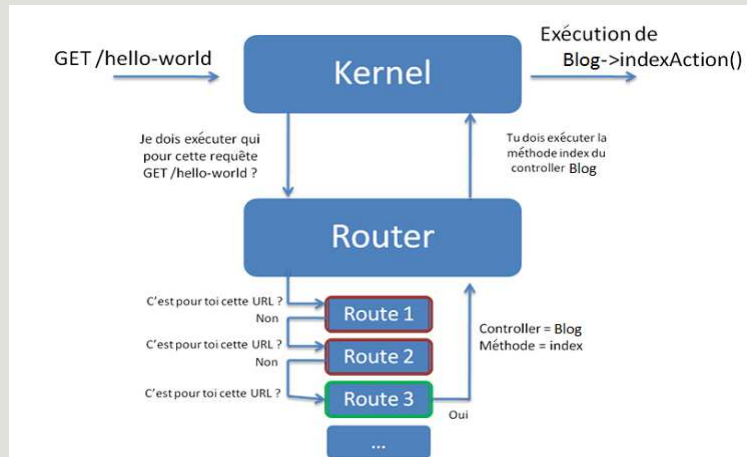 GET /hello-world
Kernel
Exécution de
Blog->indexAction()
Je dois exécuter qui
pour cette requête
GET /hello-world ?
Tu dois exécuter la
méthode index du
controller Blog
Router
C'est pour toi cette URL ?
Non
Route 1
C'est pour toi cette URL ?
Non
Route 2
Controller = Blog
Méthode = index
C'est pour toi cette URL ?
Route 3
Oui
...